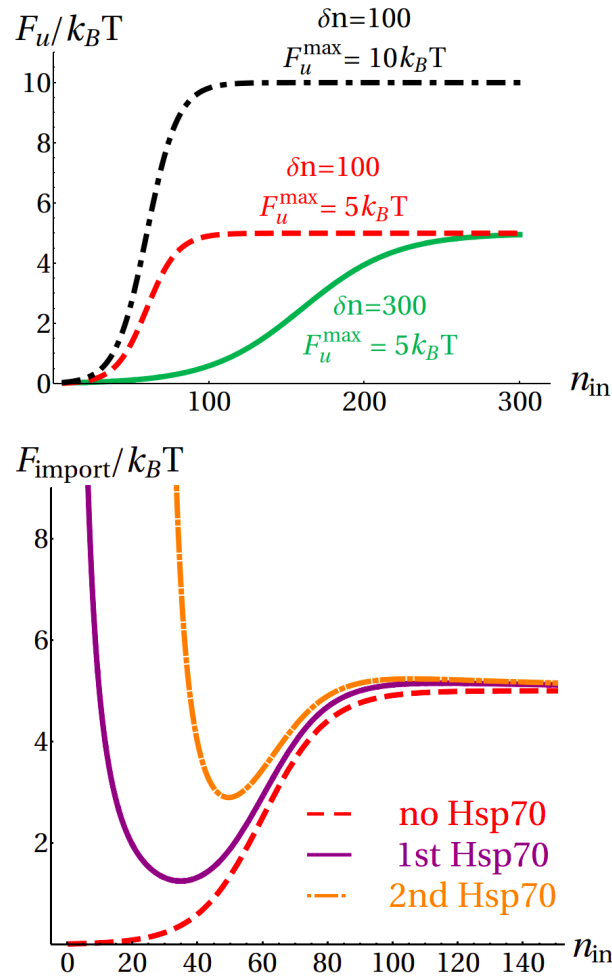 F_u/k_BT
δn=100
F_u^max = 10k_BT
10
8
δn=100
F_u^max = 5k_BT
6
4
δn=300
F_u^max = 5k_BT
2
0
100 200 300 n_in
F_import/k_BT
8
6
4
no Hsp70
1st Hsp70
2
2nd Hsp70
0 20 40 60 80 100 120 140 n_in